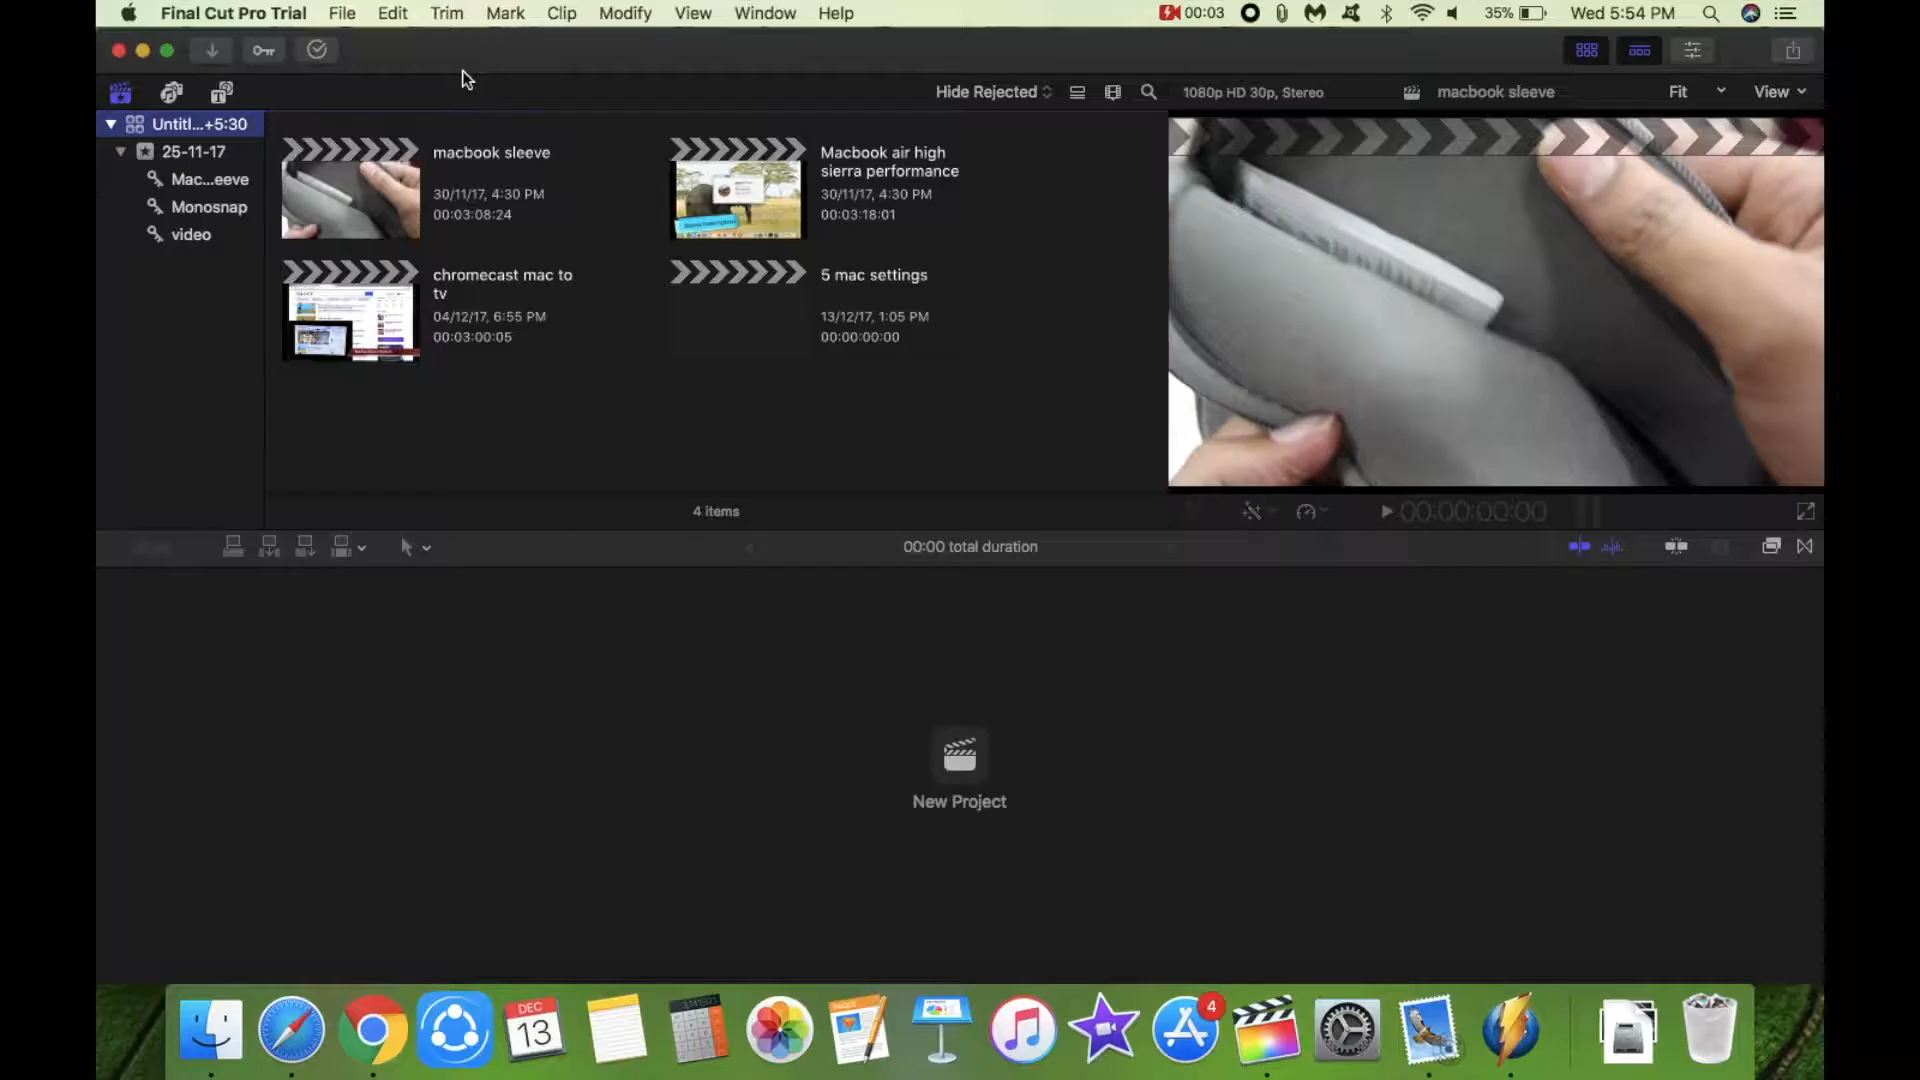 Final Cut Pro Trial File Edit Trim Mark Clip Modify View Window Help 00:03 35% Wed 5:54 PM
Hide Rejected 1080p HD 30p, Stereo macbook sleeve Fit View
Untitl...+5:30
25-11-17
Mac...eeve
Monosnap
video
macbook sleeve
30/11/17, 4:30 PM
00:03:08:24
Macbook air high
sierra performance
30/11/17, 4:30 PM
00:03:18:01
chromecast mac to
tv
04/12/17, 6:55 PM
00:03:00:05
5 mac settings
13/12/17, 1:05 PM
00:00:00:00
4 items
00:00:00:00
00:00 total duration
New Project
DEC
13
4